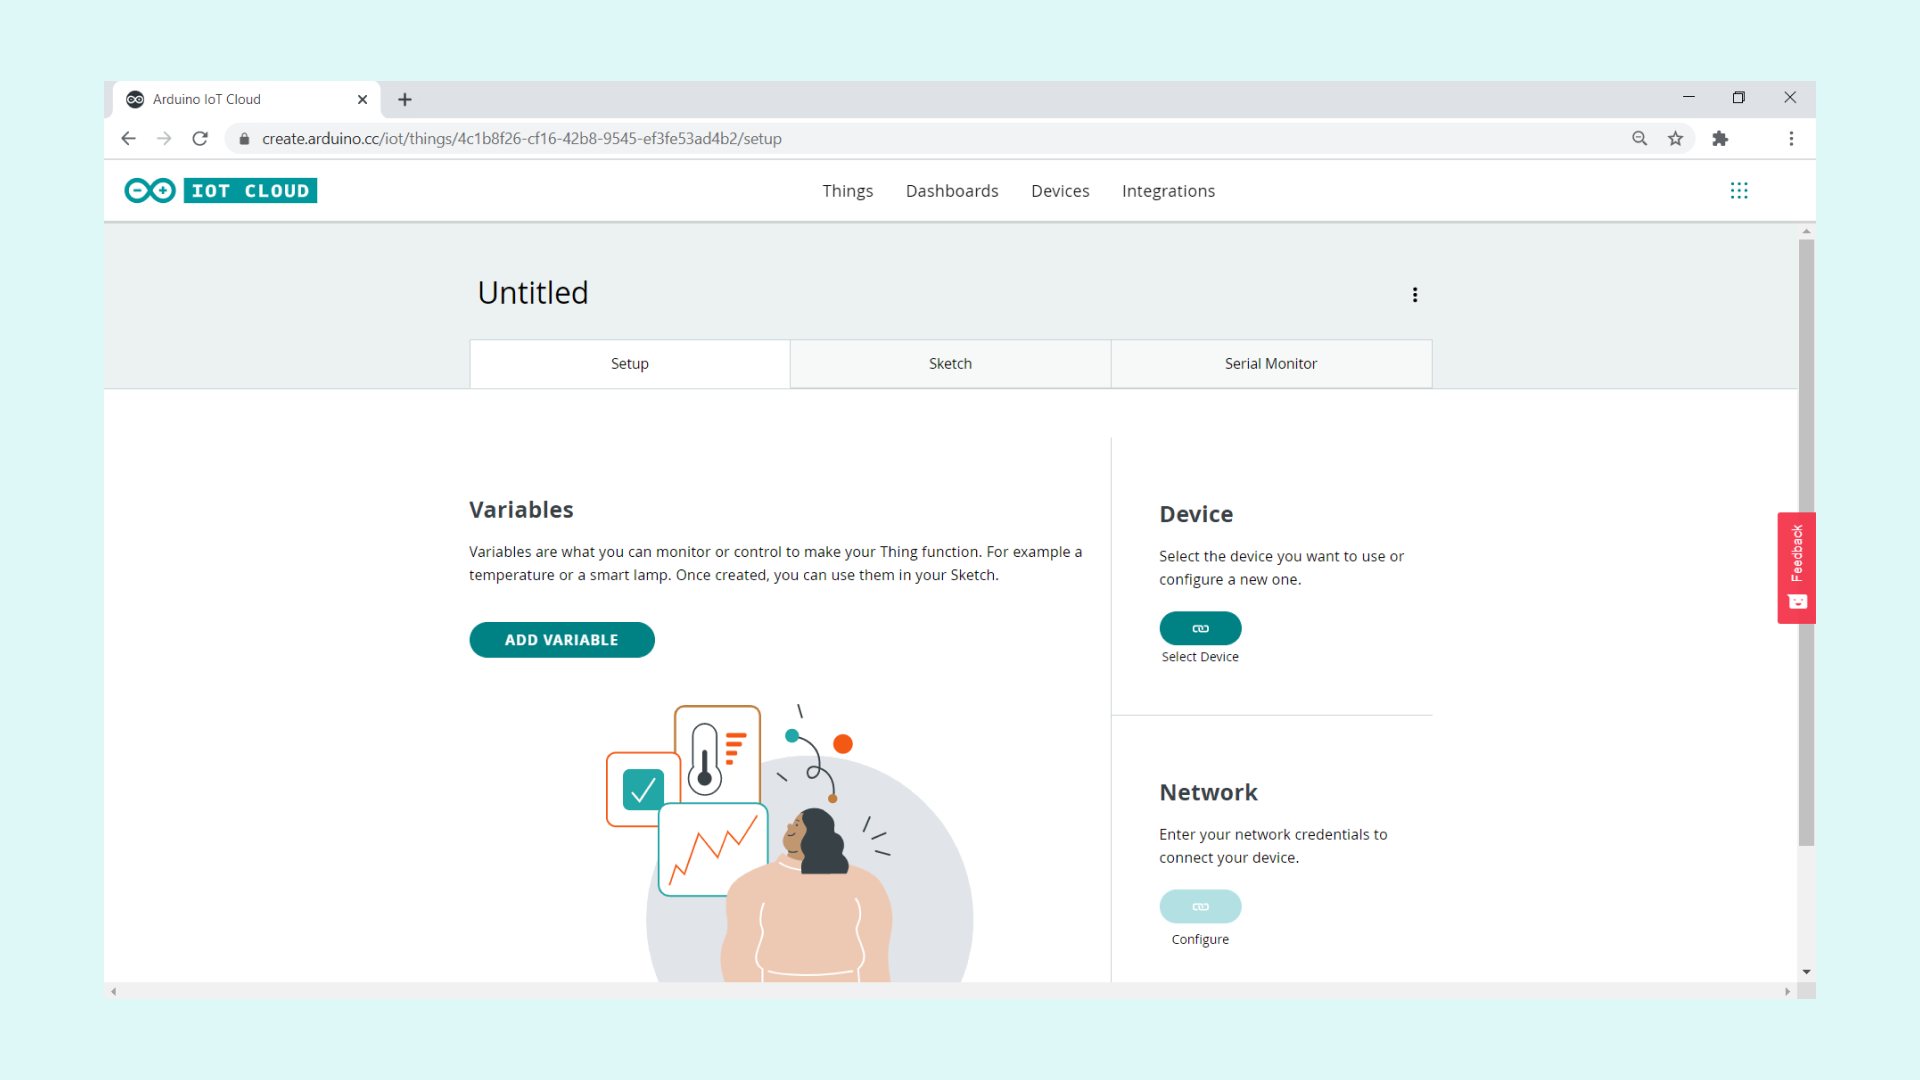 Arduino IoT Cloud
create.arduino.cc/iot/things/4c1b8f26-cf16-42b8-9545-ef3fe53ad4b2/setup
IOT CLOUD
Things
Dashboards
Devices
Integrations
Untitled
Setup
Sketch
Serial Monitor
Variables
Variables are what you can monitor or control to make your Thing function. For example a
temperature or a smart lamp. Once created, you can use them in your Sketch.
ADD VARIABLE
Device
Select the device you want to use or
configure a new one.
Select Device
Network
Enter your network credentials to
connect your device.
Configure
Feedback